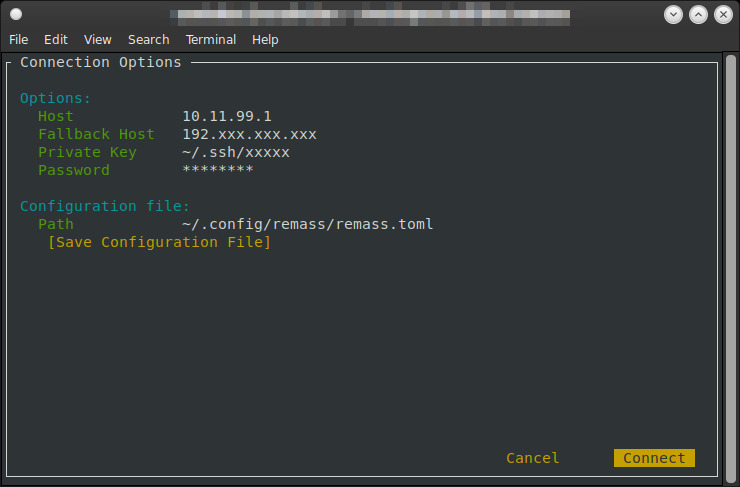 File Edit View Search Terminal Help
Connection Options
Options:
Host 10.11.99.1
Fallback Host 192.xxx.xxx.xxx
Private Key ~/.ssh/xxxxx
Password ********
Configuration file:
Path ~/.config/remass/remass.toml
[Save Configuration File]
Cancel Connect